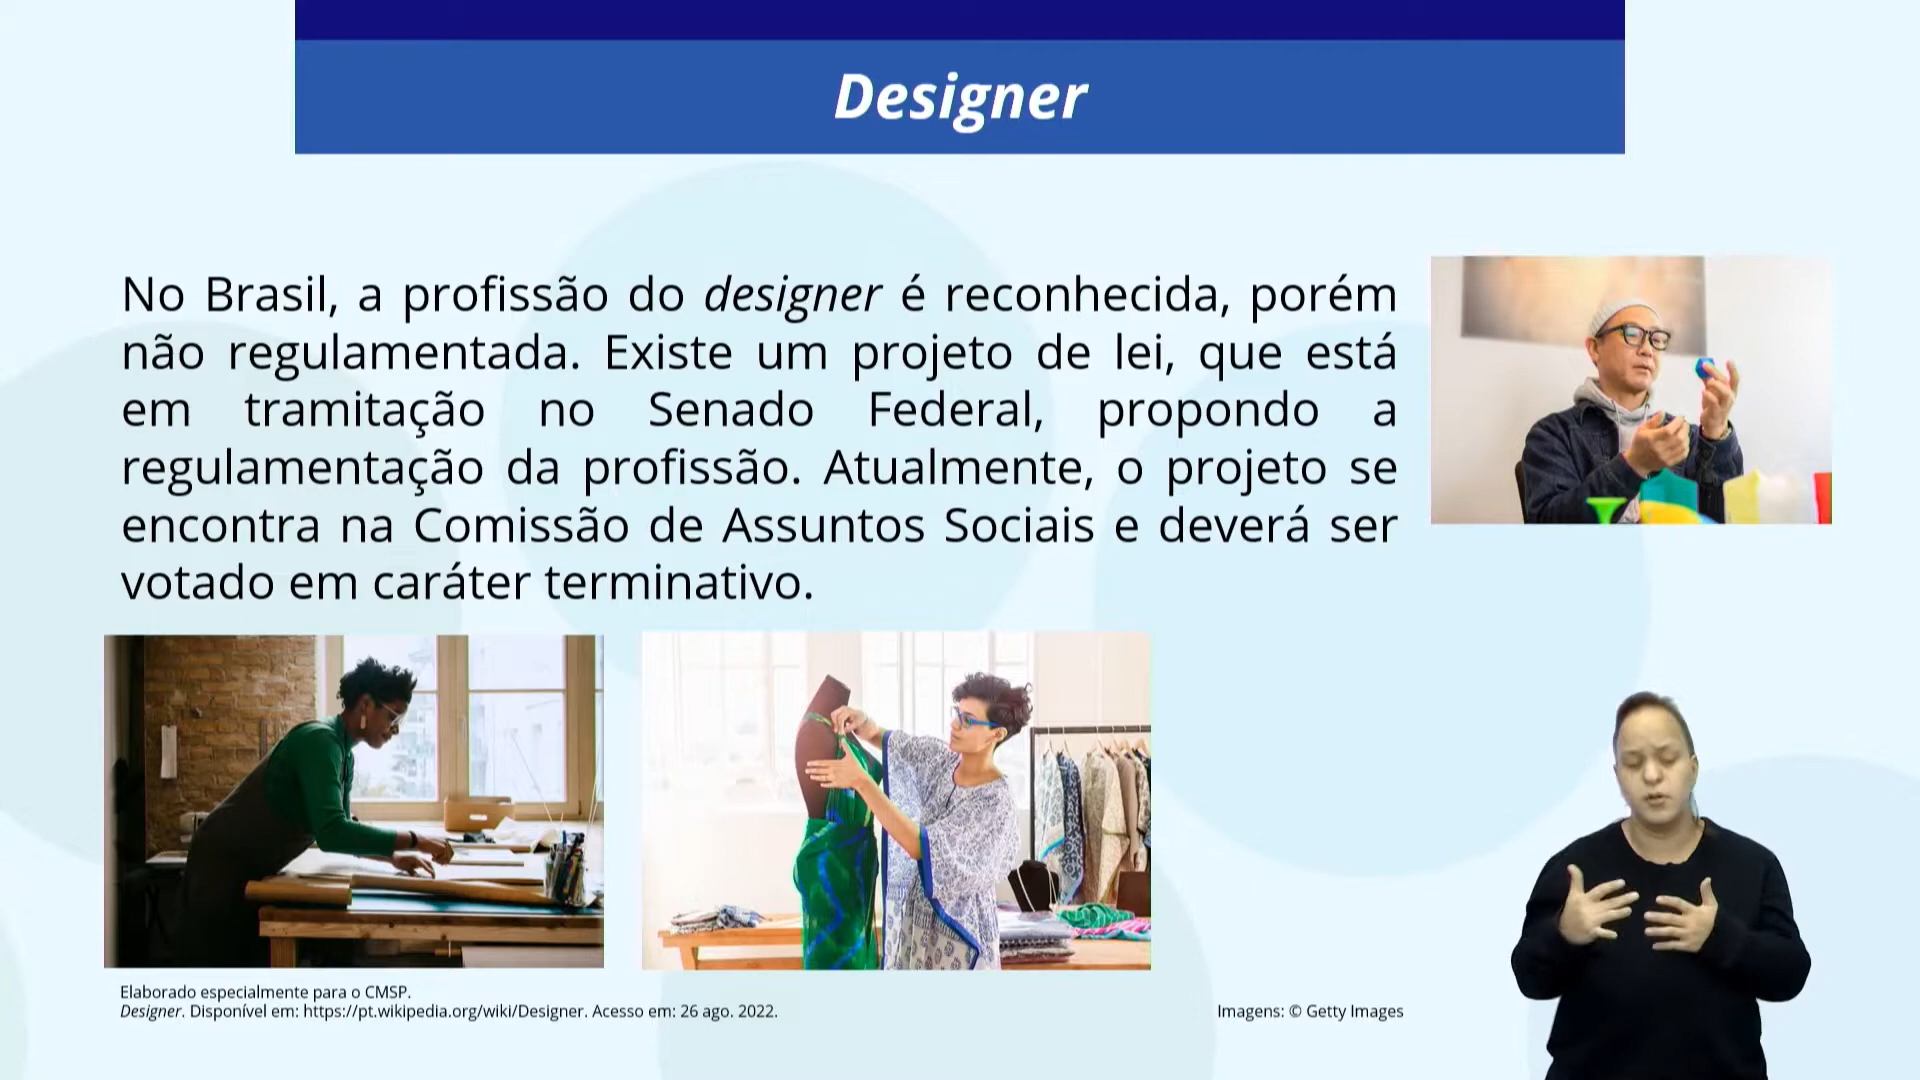 Designer
No Brasil, a profissão do designer é reconhecida, porém
não regulamentada. Existe um projeto de lei, que está
em tramitação no Senado Federal, propondo a
regulamentação da profissão. Atualmente, o projeto se
encontra na Comissão de Assuntos Sociais e deverá ser
votado em caráter terminativo.
Elaborado especialmente para o CMSP.
Designer. Disponível em: https://pt.wikipedia.org/wiki/Designer. Acesso em: 26 ago. 2022.
Imagens: © Getty Images